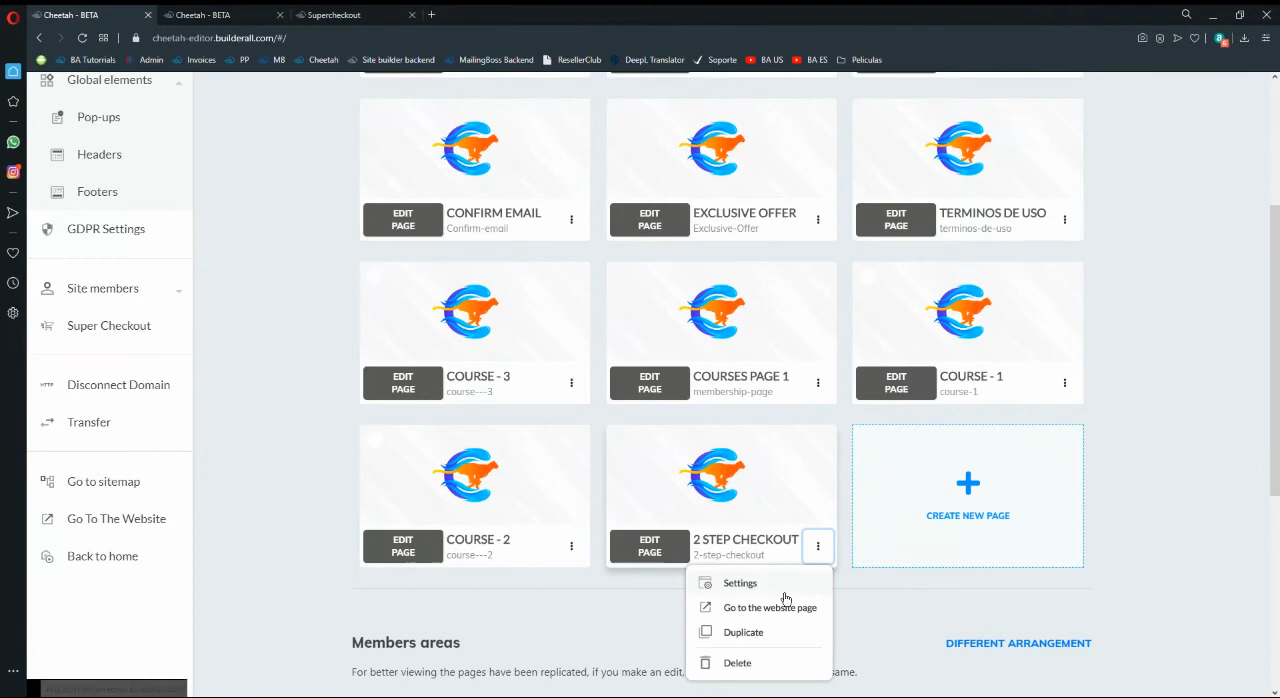 Cheetah - BETA
Cheetah - BETA
Supercheckout
cheetah-editor.builderall.com/#/
BA Tutorrials
Admin
Invoices
PP
MB
Cheetah
Site builder backend
MailingBoss Backend
ResellerClub
DeepL Translator
Soporte
BA US
BA ES
Peliculas
Global elements
Pop-ups
Headers
Footers
GDPR Settings
Site members
Super Checkout
Disconnect Domain
Transfer
Go to sitemap
Go To The Website
Back to home
EDIT PAGE
CONFIRM EMAIL
Confirm-email
EDIT PAGE
EXCLUSIVE OFFER
Exclusive-Offer
EDIT PAGE
TERMINOS DE USO
terminos-de-uso
EDIT PAGE
COURSE - 3
course---3
EDIT PAGE
COURSES PAGE 1
membership-page
EDIT PAGE
COURSE - 1
course-1
EDIT PAGE
COURSE - 2
course---2
EDIT PAGE
2 STEP CHECKOUT
2-step-checkout
CREATE NEW PAGE
Settings
Go to the website page
Duplicate
Delete
Members areas
DIFFERENT ARRANGEMENT
For better viewing the pages have been replicated, if you make an edit, same.